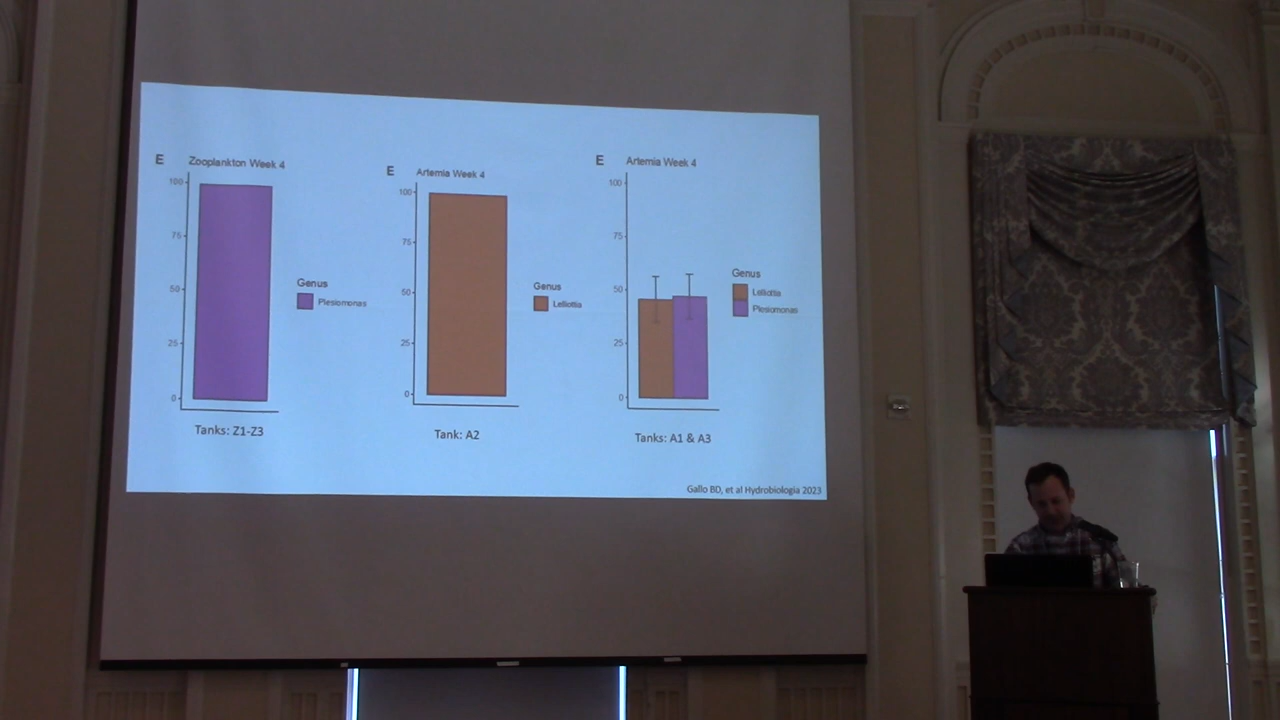 E Zooplankton Week 4
100
75
50
25
0
Genus
Plesiomonas
Tanks: Z1-Z3
E Artemia Week 4
100
75
50
25
0
Genus
Lelliottia
Tank: A2
E Artemia Week 4
100
75
50
25
0
Genus
Lelliottia
Plesiomonas
Tanks: A1 & A3
Gallo BD, et al Hydrobiologia 2023